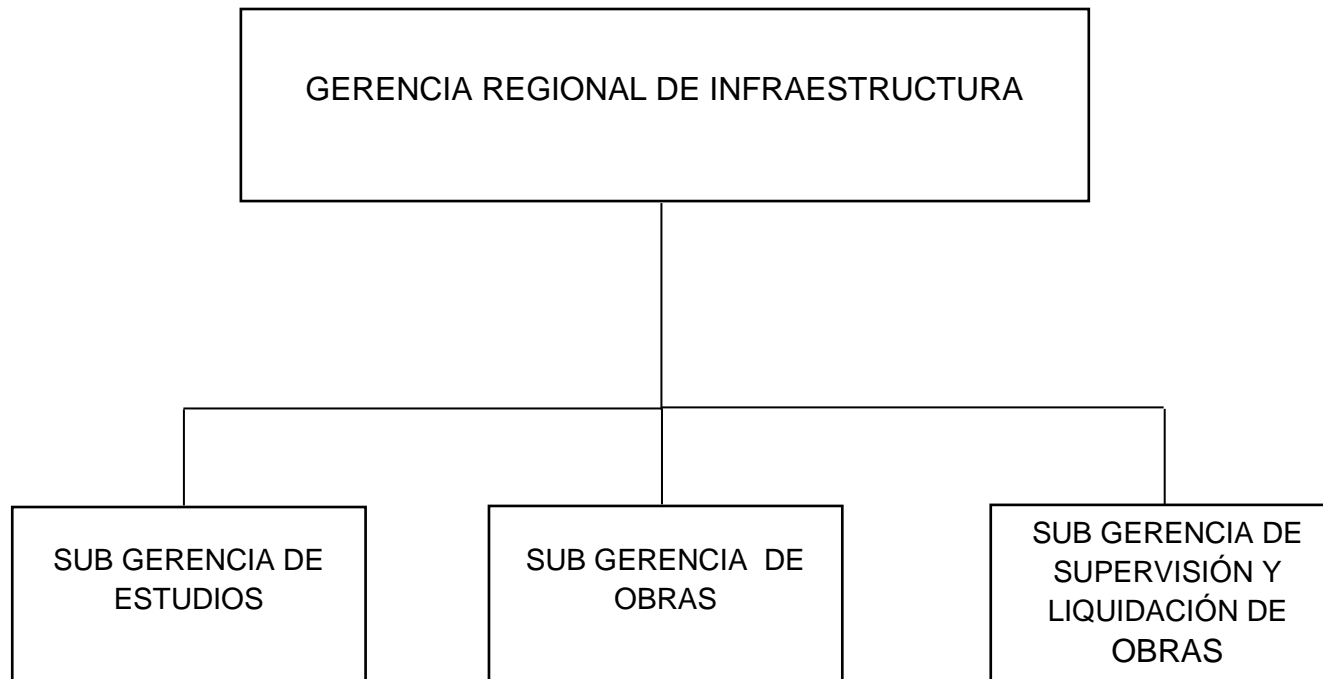 GERENCIA REGIONAL DE INFRAESTRUCTURA
SUB GERENCIA DE
ESTUDIOS
SUB GERENCIA DE
OBRAS
SUB GERENCIA DE
SUPERVISIÓN Y
LIQUIDACIÓN DE
OBRAS